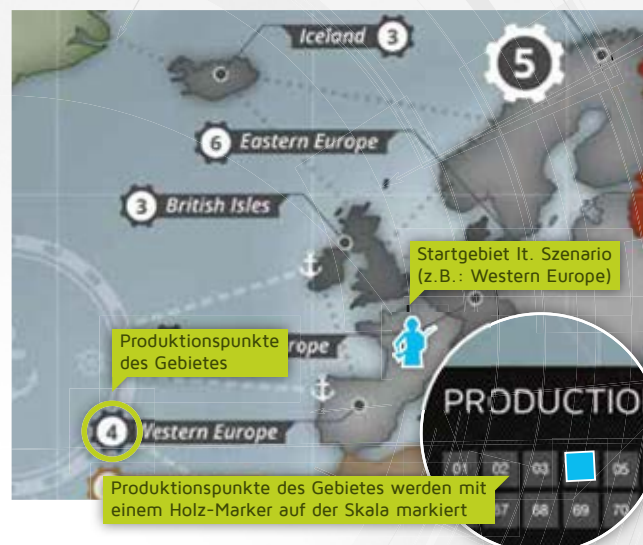 Iceland 3
5
6 Eastern Europe
3 British Isles
Startgebiet lt. Szenario
(z.B.: Western Europe)
Produktionspunkte
des Gebietes
rope
4 Western Europe
PRODUCTIO
01 02 03 05
67 68 69 70
Produktionspunkte des Gebietes werden mit
einem Holz-Marker auf der Skala markiert